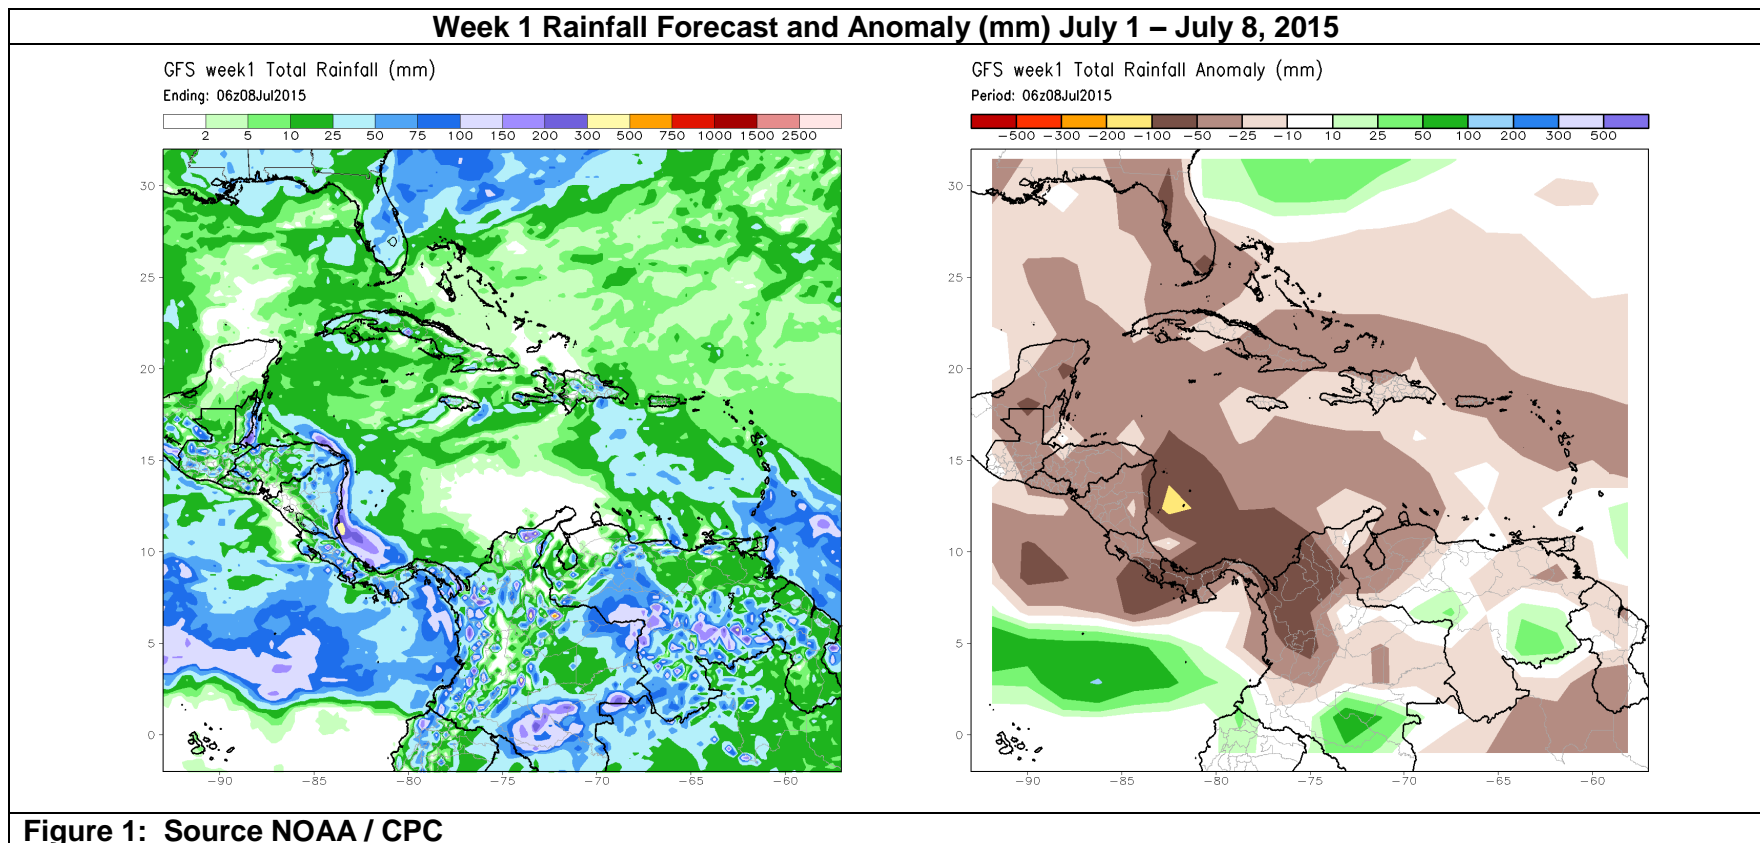 Week 1 Rainfall Forecast and Anomaly (mm) July 1 – July 8, 2015
GFS week1 Total Rainfall (mm)
Ending: 06z08Jul2015
2 5 10 25 50 75 100 150 200 300 500 750 1000 1500 2500
30
25
20
15
10
5
0
−90 −85 −80 −75 −70 −65 −60
GFS week1 Total Rainfall Anomaly (mm)
Period: 06z08Jul2015
−500 −300 −200 −100 −50 −25 −10 10 25 50 100 200 300 500
30
25
20
15
10
5
0
−90 −85 −80 −75 −70 −65 −60
Figure 1: Source NOAA / CPC